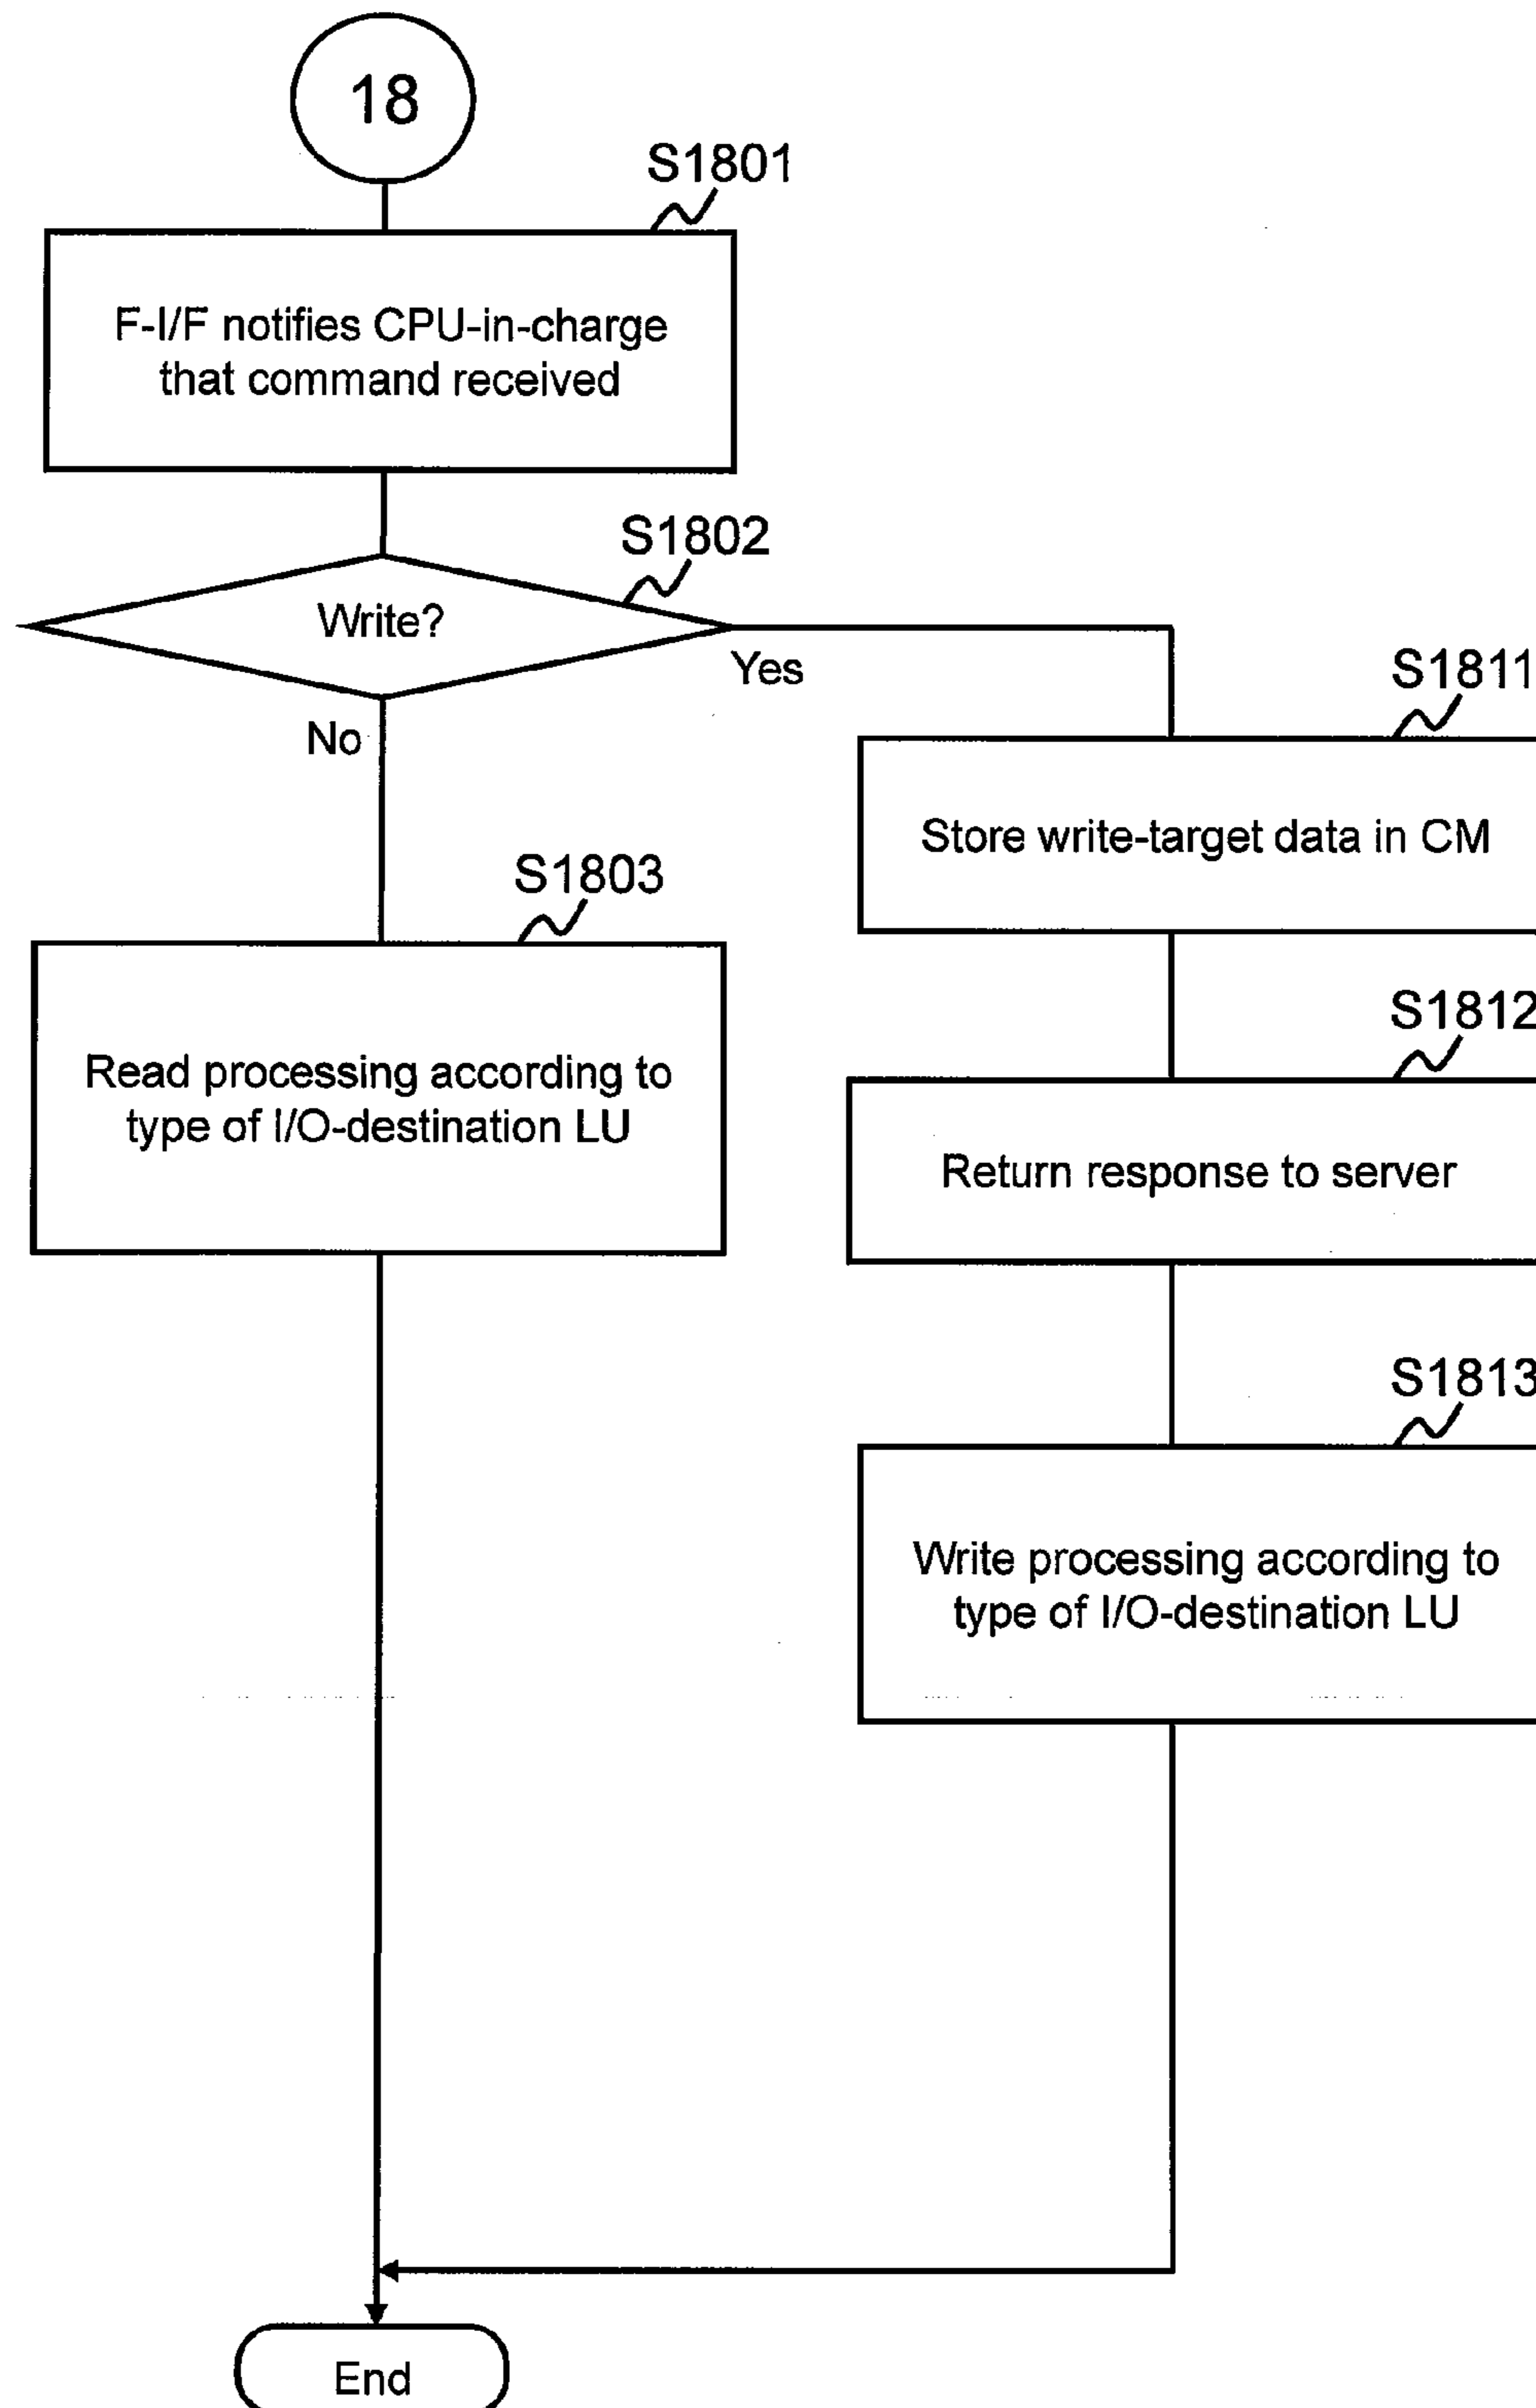 18
S1801
F-I/F notifies CPU-in-charge
that command received
S1802
Write?
Yes
No
S1811
Store write-target data in CM
S1803
Read processing according to
type of I/O-destination LU
S1812
Return response to server
S1813
Write processing according to
type of I/O-destination LU
End